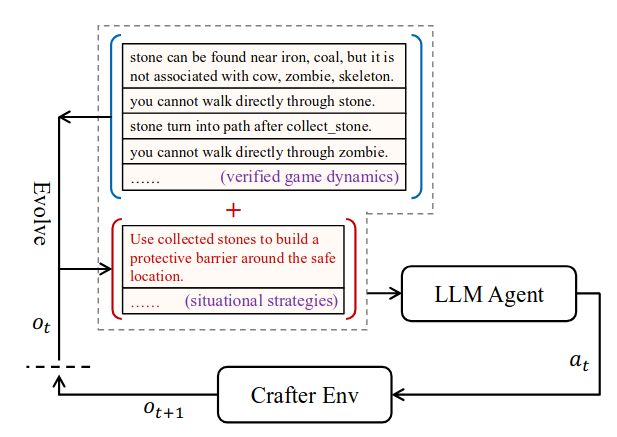 stone can be found near iron, coal, but it is
not associated with cow, zombie, skeleton.
you cannot walk directly through stone.
stone turn into path after collect_stone.
you cannot walk directly through zombie.
...... (verified game dynamics)
+
Use collected stones to build a
protective barrier around the safe
location.
...... (situational strategies)
Evolve
LLM Agent
o_t
a_t
Crafter Env
o_{t+1}